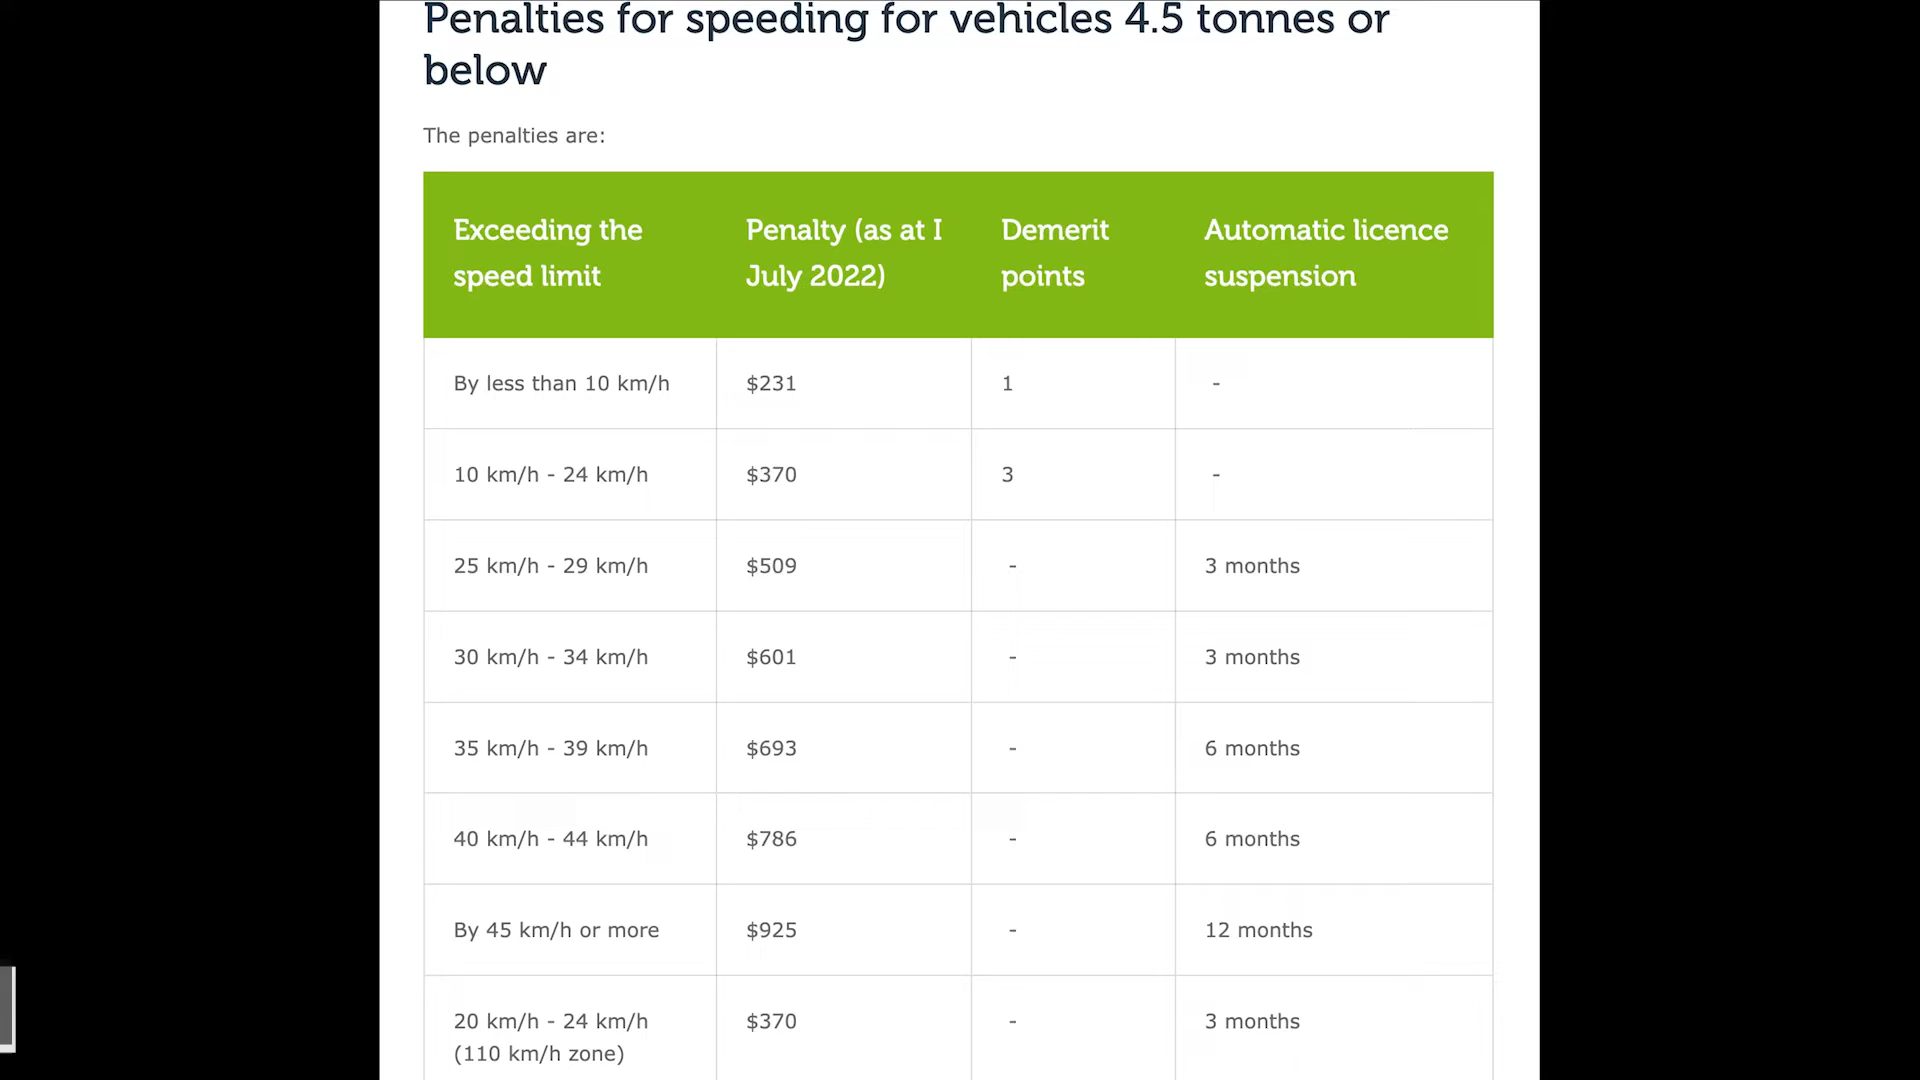 Penalties for speeding for vehicles 4.5 tonnes or
below
The penalties are:
Exceeding the speed limit Penalty (as at I July 2022) Demerit points Automatic licence suspension
By less than 10 km/h $231 1 -
10 km/h - 24 km/h $370 3 -
25 km/h - 29 km/h $509 - 3 months
30 km/h - 34 km/h $601 - 3 months
35 km/h - 39 km/h $693 - 6 months
40 km/h - 44 km/h $786 - 6 months
By 45 km/h or more $925 - 12 months
20 km/h - 24 km/h $370 - 3 months
(110 km/h zone)